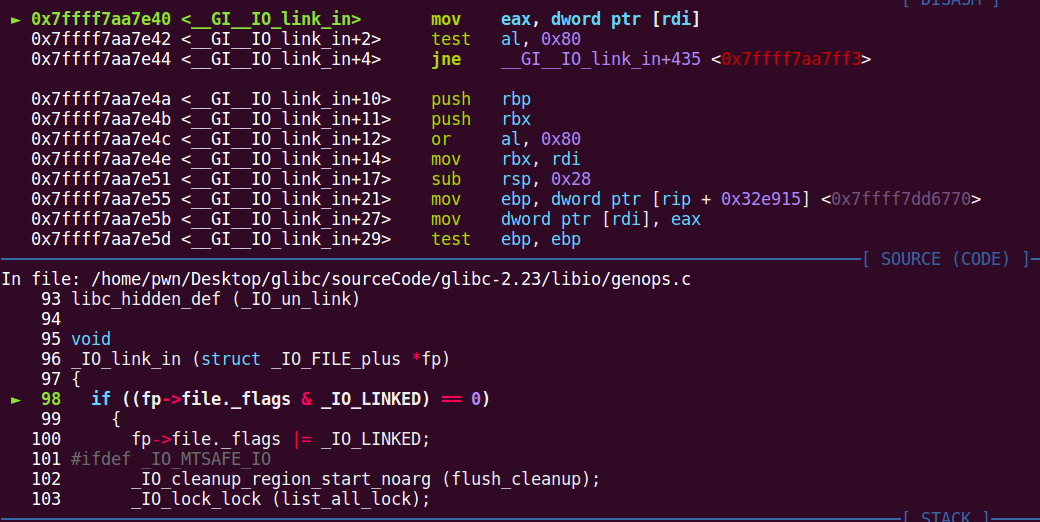 [ DISASM ]
► 0x7ffff7aa7e40 <__GI__IO_link_in> mov eax, dword ptr [rdi]
0x7ffff7aa7e42 <__GI__IO_link_in+2> test al, 0x80
0x7ffff7aa7e44 <__GI__IO_link_in+4> jne __GI__IO_link_in+435 <0x7ffff7aa7ff3>
0x7ffff7aa7e4a <__GI__IO_link_in+10> push rbp
0x7ffff7aa7e4b <__GI__IO_link_in+11> push rbx
0x7ffff7aa7e4c <__GI__IO_link_in+12> or al, 0x80
0x7ffff7aa7e4e <__GI__IO_link_in+14> mov rbx, rdi
0x7ffff7aa7e51 <__GI__IO_link_in+17> sub rsp, 0x28
0x7ffff7aa7e55 <__GI__IO_link_in+21> mov ebp, dword ptr [rip + 0x32e915] <0x7ffff7dd6770>
0x7ffff7aa7e5b <__GI__IO_link_in+27> mov dword ptr [rdi], eax
0x7ffff7aa7e5d <__GI__IO_link_in+29> test ebp, ebp
[ SOURCE (CODE) ]
In file: /home/pwn/Desktop/glibc/sourceCode/glibc-2.23/libio/genops.c
93 libc_hidden_def (_IO_un_link)
94
95 void
96 _IO_link_in (struct _IO_FILE_plus *fp)
97 {
► 98 if ((fp->file._flags & _IO_LINKED) == 0)
99 {
100 fp->file._flags |= _IO_LINKED;
101 #ifdef _IO_MTSAFE_IO
102 _IO_cleanup_region_start_noarg (flush_cleanup);
103 _IO_lock_lock (list_all_lock);
[ STACK ]